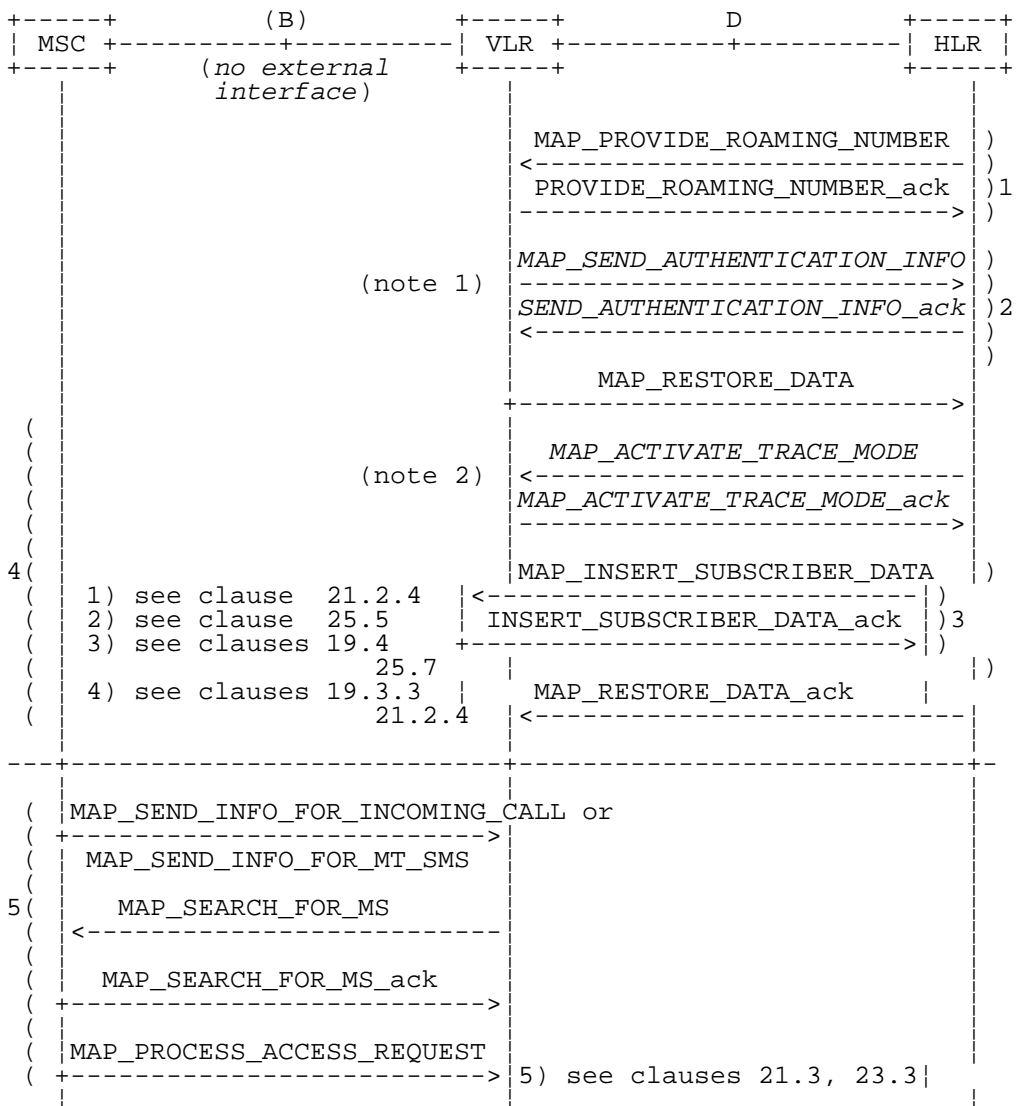 +-----+         (B)          +-----+          D            +-----+
¦ MSC +----------+----------¦ VLR +----------+----------¦ HLR ¦
+-----+     (no external     +-----+                       +-----+
interface)
MAP_PROVIDE_ROAMING_NUMBER ¦)
¦<---------------------------¦)
PROVIDE_ROAMING_NUMBER_ack ¦)1
¦--------------------------->¦)
¦MAP_SEND_AUTHENTICATION_INFO¦)
(note 1) ¦---------------------------> )
¦SEND_AUTHENTICATION_INFO_ack¦)2
¦<---------------------------¦)
¦)
MAP_RESTORE_DATA
+--------------------------->¦
(
( MAP_ACTIVATE_TRACE_MODE
( (note 2) ¦<---------------------------
( ¦MAP_ACTIVATE_TRACE_MODE_ack
( --------------------------->¦
(
4( ¦MAP_INSERT_SUBSCRIBER_DATA ¦)
( ¦ 1) see clause  21.2.4 ¦<---------------------------¦)
( ¦ 2) see clause  25.5 ¦ INSERT_SUBSCRIBER_DATA_ack ¦)3
( ¦ 3) see clauses 19.4 +--------------------------->¦)
( ¦ 25.7 ¦ ¦)
( ¦ 4) see clauses 19.3.3 ¦ MAP_RESTORE_DATA_ack ¦
( 21.2.4 ¦<---------------------------¦
---+----------------------------+-----------------------------+-
( ¦MAP_SEND_INFO_FOR_INCOMING_CALL or
( +-------------------------->¦
( ¦ MAP_SEND_INFO_FOR_MT_SMS
(
5( ¦ MAP_SEARCH_FOR_MS
( ¦<--------------------------¦
(
( ¦ MAP_SEARCH_FOR_MS_ack
( +-------------------------->¦
(
( ¦MAP_PROCESS_ACCESS_REQUEST
( +-------------------------->¦5) see clauses 21.3, 23.3¦